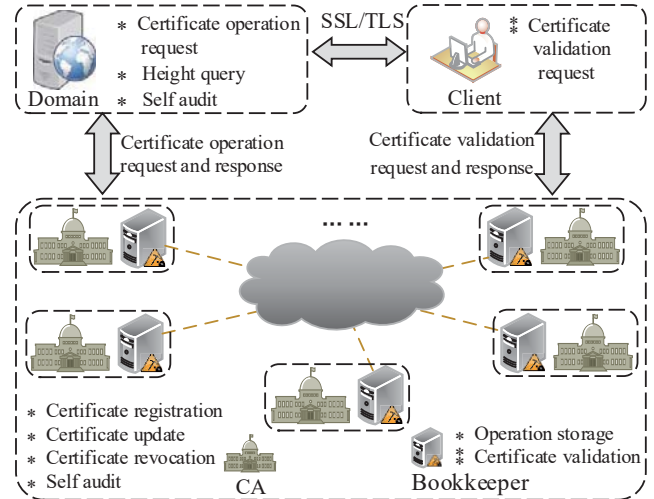 * Certificate operation
request
* Height query
* Self audit
Domain
SSL/TLS
* Certificate
* validation
request
Client
Certificate operation
request and response
Certificate validation
request and response
... ...
* Certificate registration
* Certificate update
* Certificate revocation
* Self audit
CA
* Operation storage
* Certificate validation
Bookkeeper